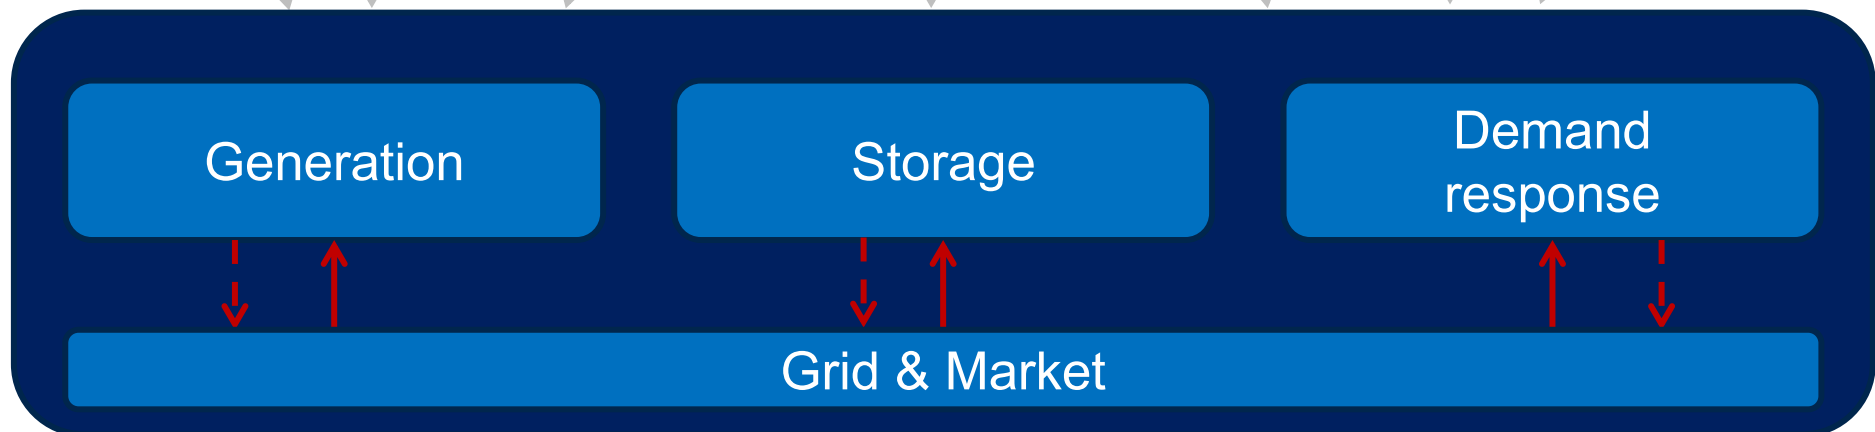 Generation
Storage
Demand
response
Grid & Market